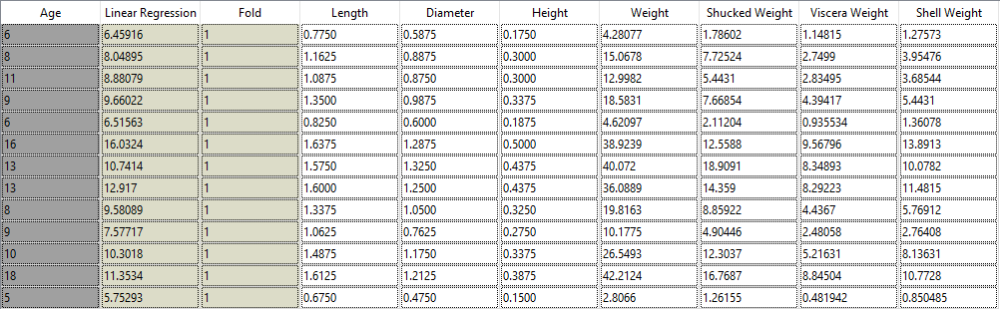 Age Linear Regression Fold Length Diameter Height Weight Shucked Weight Viscera Weight Shell Weight
6 6.45916 1 0.7750 0.5875 0.1750 4.28077 1.78602 1.14815 1.27573
8 8.04895 1 1.1625 0.8875 0.3000 15.0678 7.72524 2.7499 3.95476
11 8.88079 1 1.0875 0.8750 0.3000 12.9982 5.4431 2.83495 3.68544
9 9.66022 1 1.3500 0.9875 0.3375 18.5831 7.66854 4.39417 5.4431
6 6.51563 1 0.8250 0.6000 0.1875 4.62097 2.11204 0.935534 1.36078
16 16.0324 1 1.6375 1.2875 0.5000 38.9239 12.5588 9.56796 13.8913
13 10.7414 1 1.5750 1.3250 0.4375 40.072 18.9091 8.34893 10.0782
13 12.917 1 1.6000 1.2500 0.4375 36.0889 14.359 8.29223 11.4815
8 9.58089 1 1.3375 1.0500 0.3250 19.8163 8.85922 4.4367 5.76912
9 7.57717 1 1.0625 0.7625 0.2750 10.1775 4.90446 2.48058 2.76408
10 10.3018 1 1.4875 1.1750 0.3375 26.5493 12.3037 5.21631 8.13631
18 11.3534 1 1.6125 1.2125 0.3875 42.2124 16.7687 8.84504 10.7728
5 5.75293 1 0.6750 0.4750 0.1500 2.8066 1.26155 0.481942 0.850485